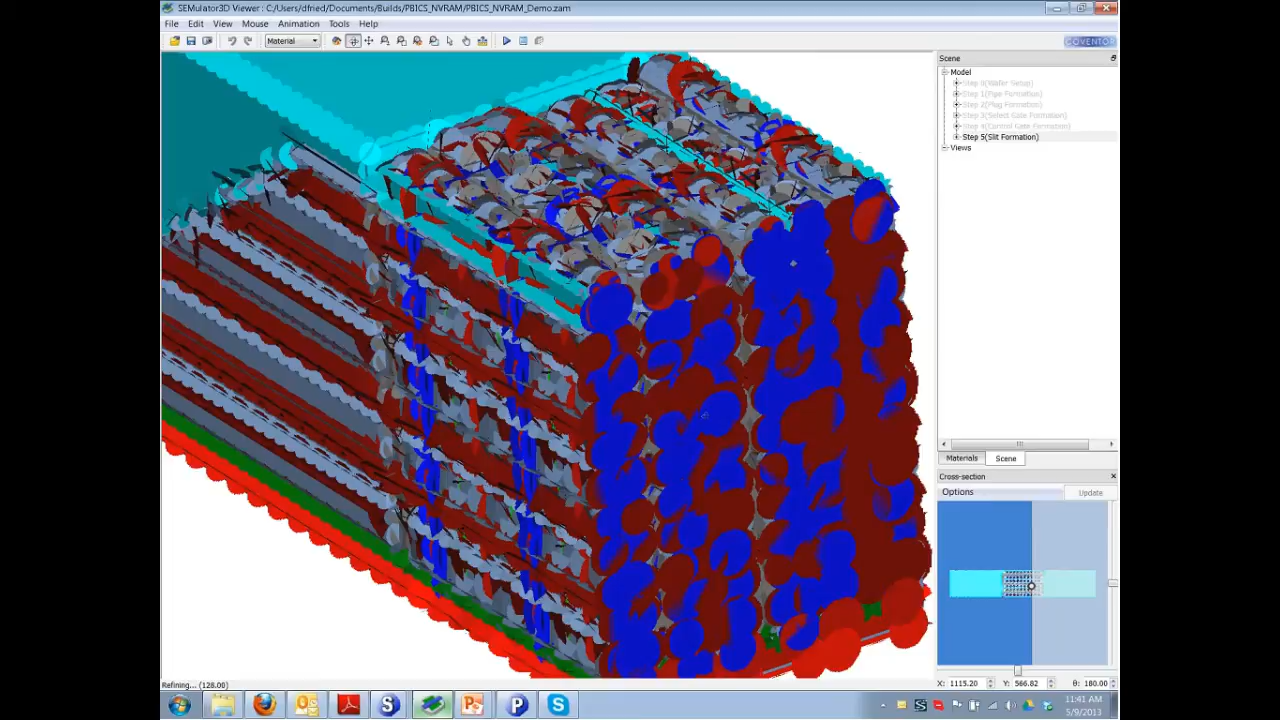 SEMulator3D Viewer : C:/Users/dfried/Documents/Builds/PBICS_NVRAM/PBICS_NVRAM_Demo.zam
File Edit View Mouse Animation Tools Help
Material
COVENTOR
Scene
Model
Step 0(Wafer Setup)
Step 1(Pipe Formation)
Step 2(Plug Formation)
Step 3(Select Gate Formation)
Step 4(Control Gate Formation)
Step 5(Slit Formation)
Views
Materials Scene
Cross-section
Options Update
X: 1115.20 Y: 566.82 θ: 180.00
Refining... (128.00)
11:41 AM
5/9/2013